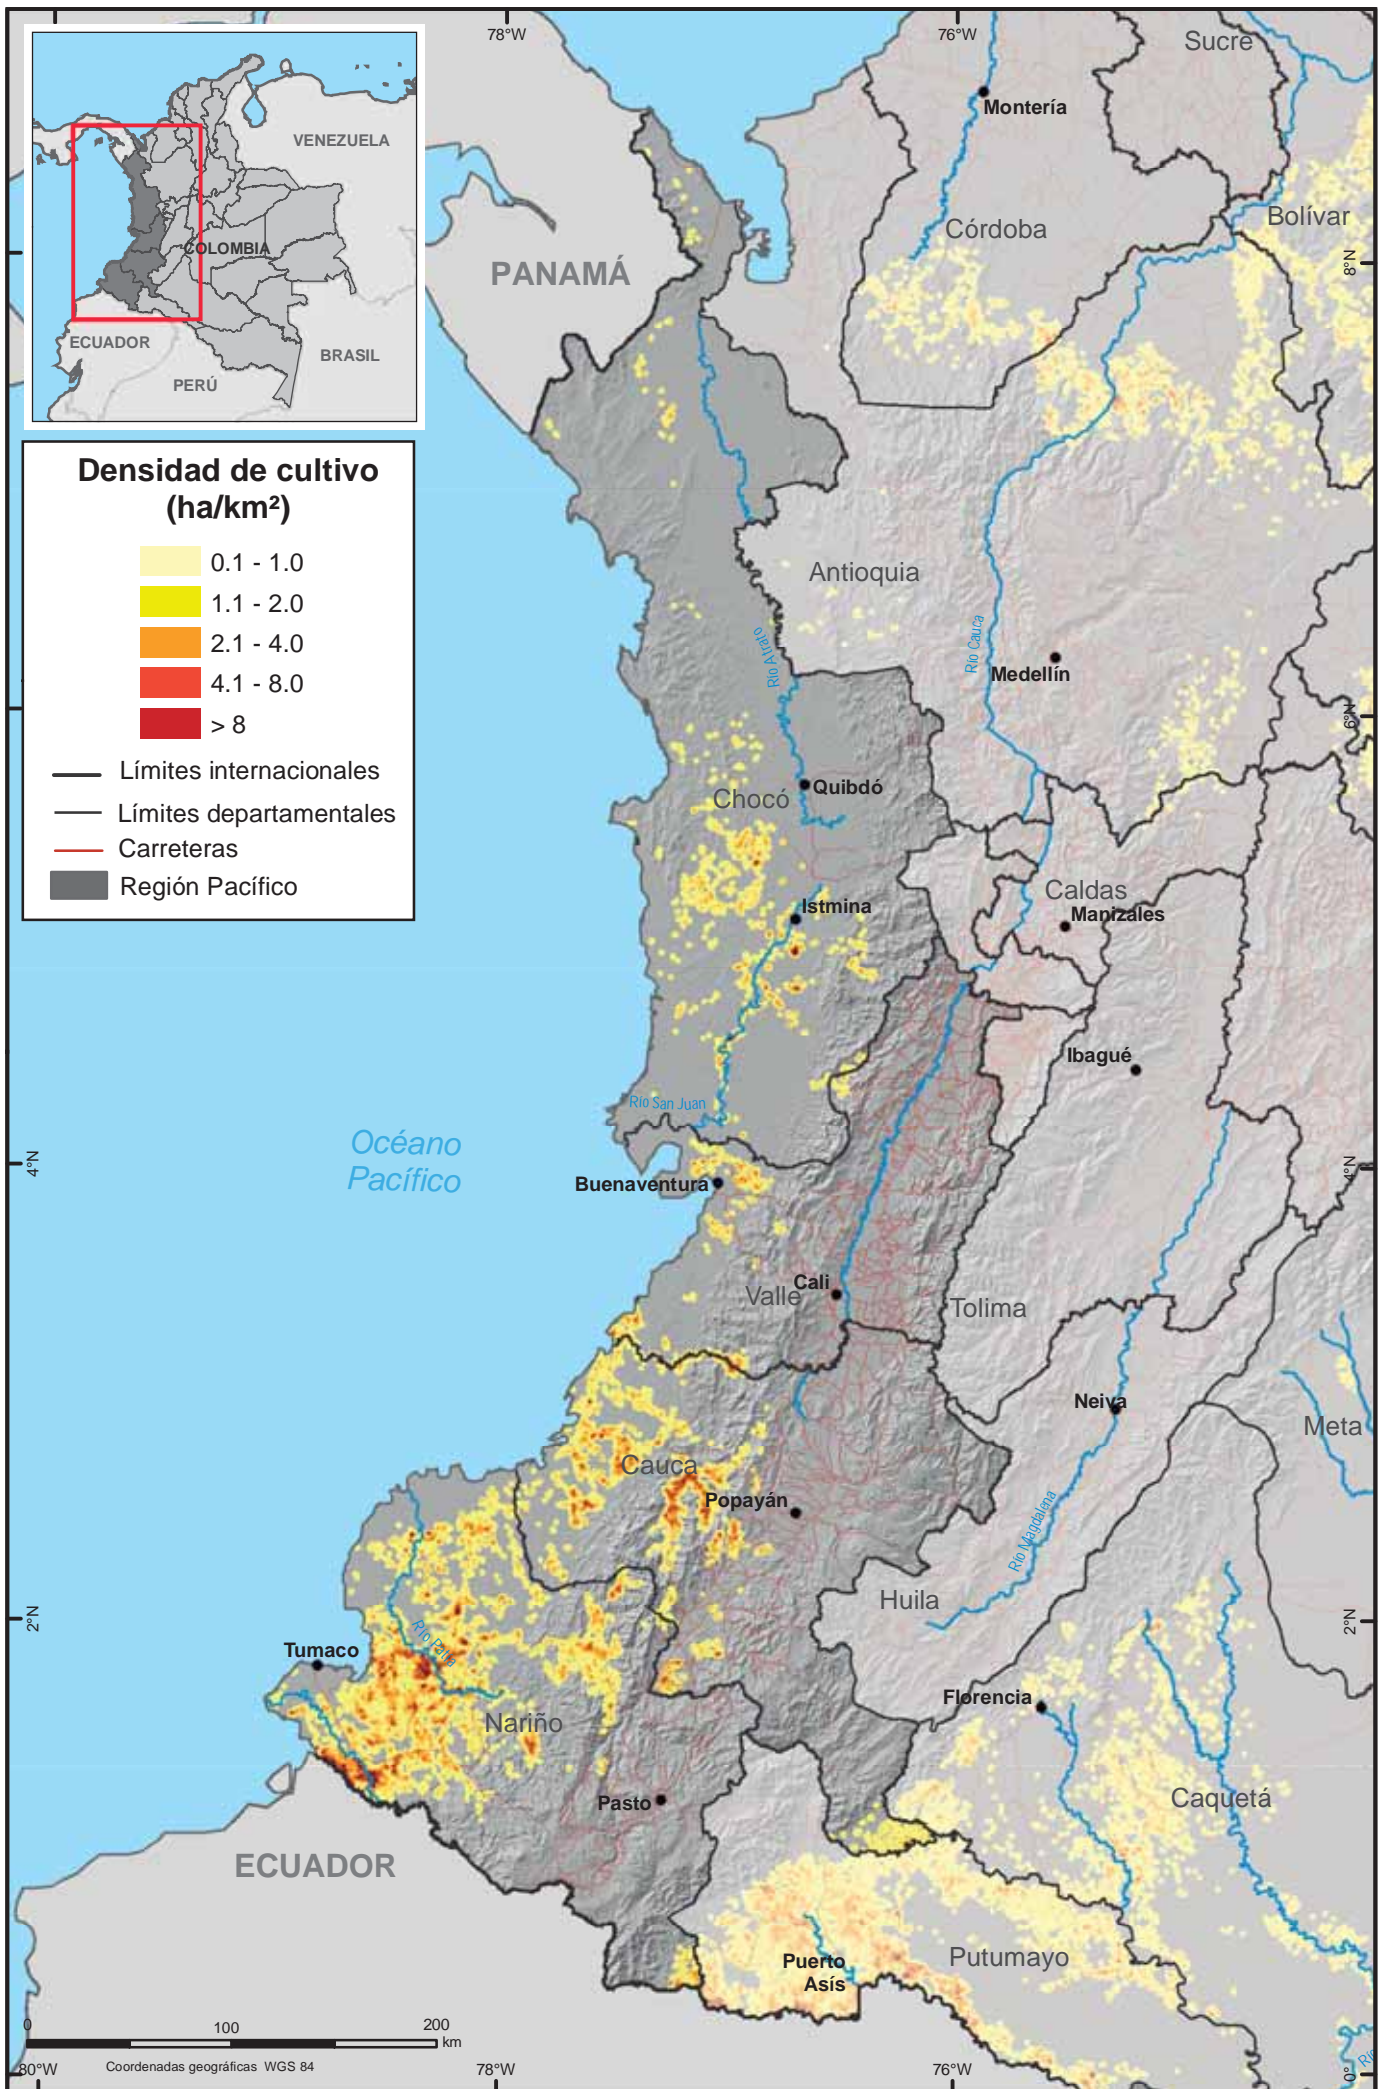 78°W
76°W
Sucre
Montería
VENEZUELA
COLOMBIA
ECUADOR
BRASIL
PERÚ
Bolívar
Córdoba
PANAMÁ
8°N
Densidad de cultivo
(ha/km²)
0.1 - 1.0
1.1 - 2.0
2.1 - 4.0
4.1 - 8.0
> 8
Límites internacionales
Límites departamentales
Carreteras
Región Pacífico
Antioquia
Río Atrato
Río Cauca
Medellín
6°N
Chocó
Quibdó
Caldas
Manizales
Istmina
Ibagué
Río San Juan
Océano
Pacífico
4°N
4°N
Buenaventura
Cali
Valle
Tolima
Neiva
Meta
Cauca
Popayán
Río Magdalena
Huila
2°N
2°N
Río Patía
Tumaco
Florencia
Nariño
Caquetá
Pasto
ECUADOR
Putumayo
Puerto
Asís
0
100
200
km
Coordenadas geográficas WGS 84
80°W
78°W
76°W
0°
Río